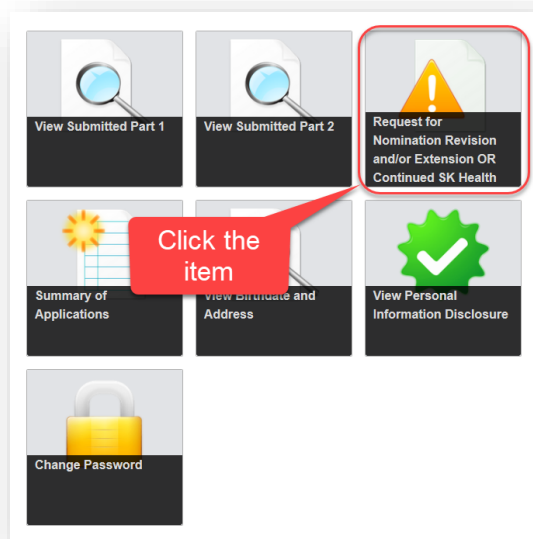 View Submitted Part 1
View Submitted Part 2
Request for
Nomination Revision
and/or Extension OR
Continued SK Health
Click the
item
Summary of
Applications
View Birthdate and
Address
View Personal
Information Disclosure
Change Password